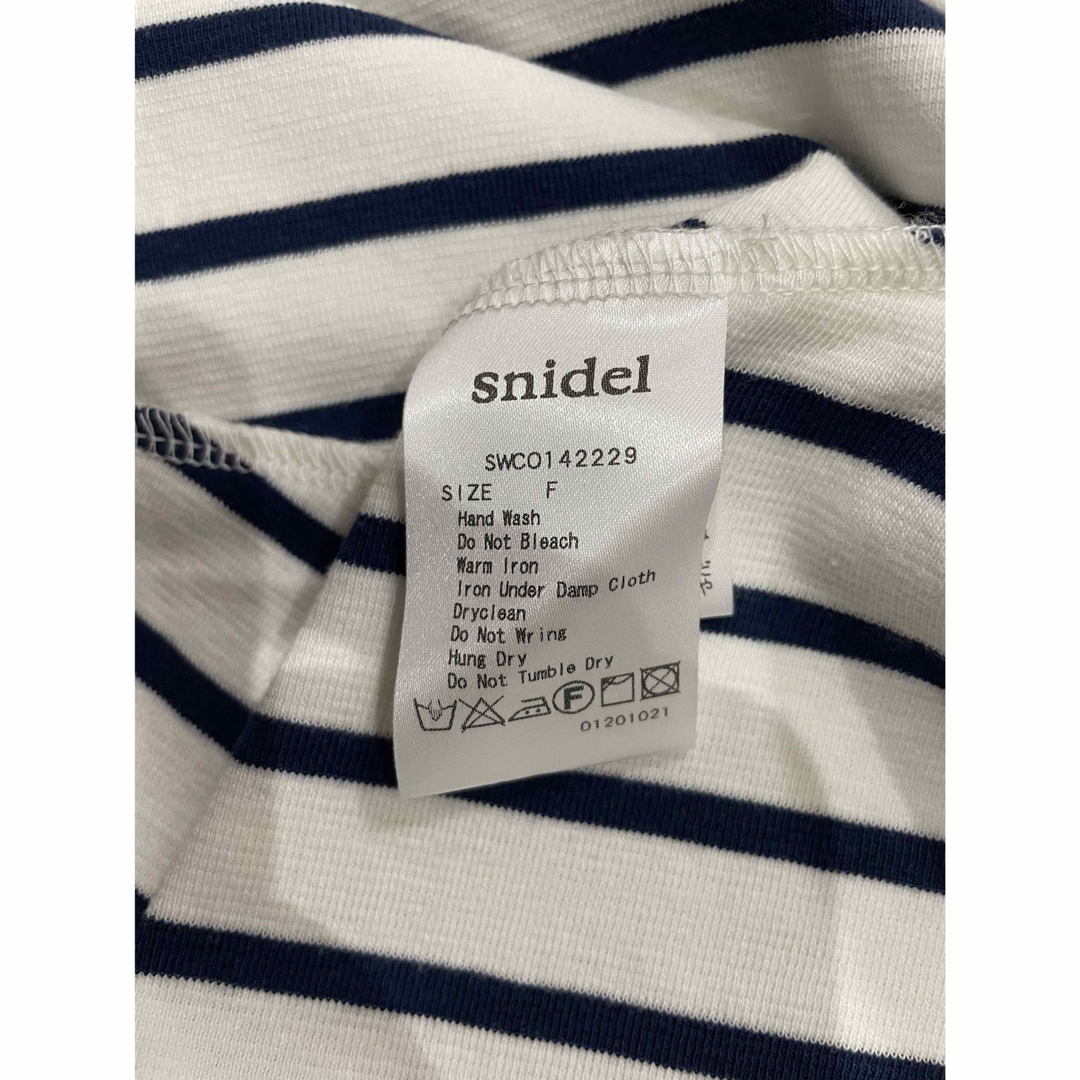 snidel
SWCO142229
SIZE F
Hand Wash
Do Not Bleach
Warm Iron
Iron Under Damp Cloth
Dryclean
Do Not Wring
Hung Dry
Do Not Tumble Dry
F
01201021